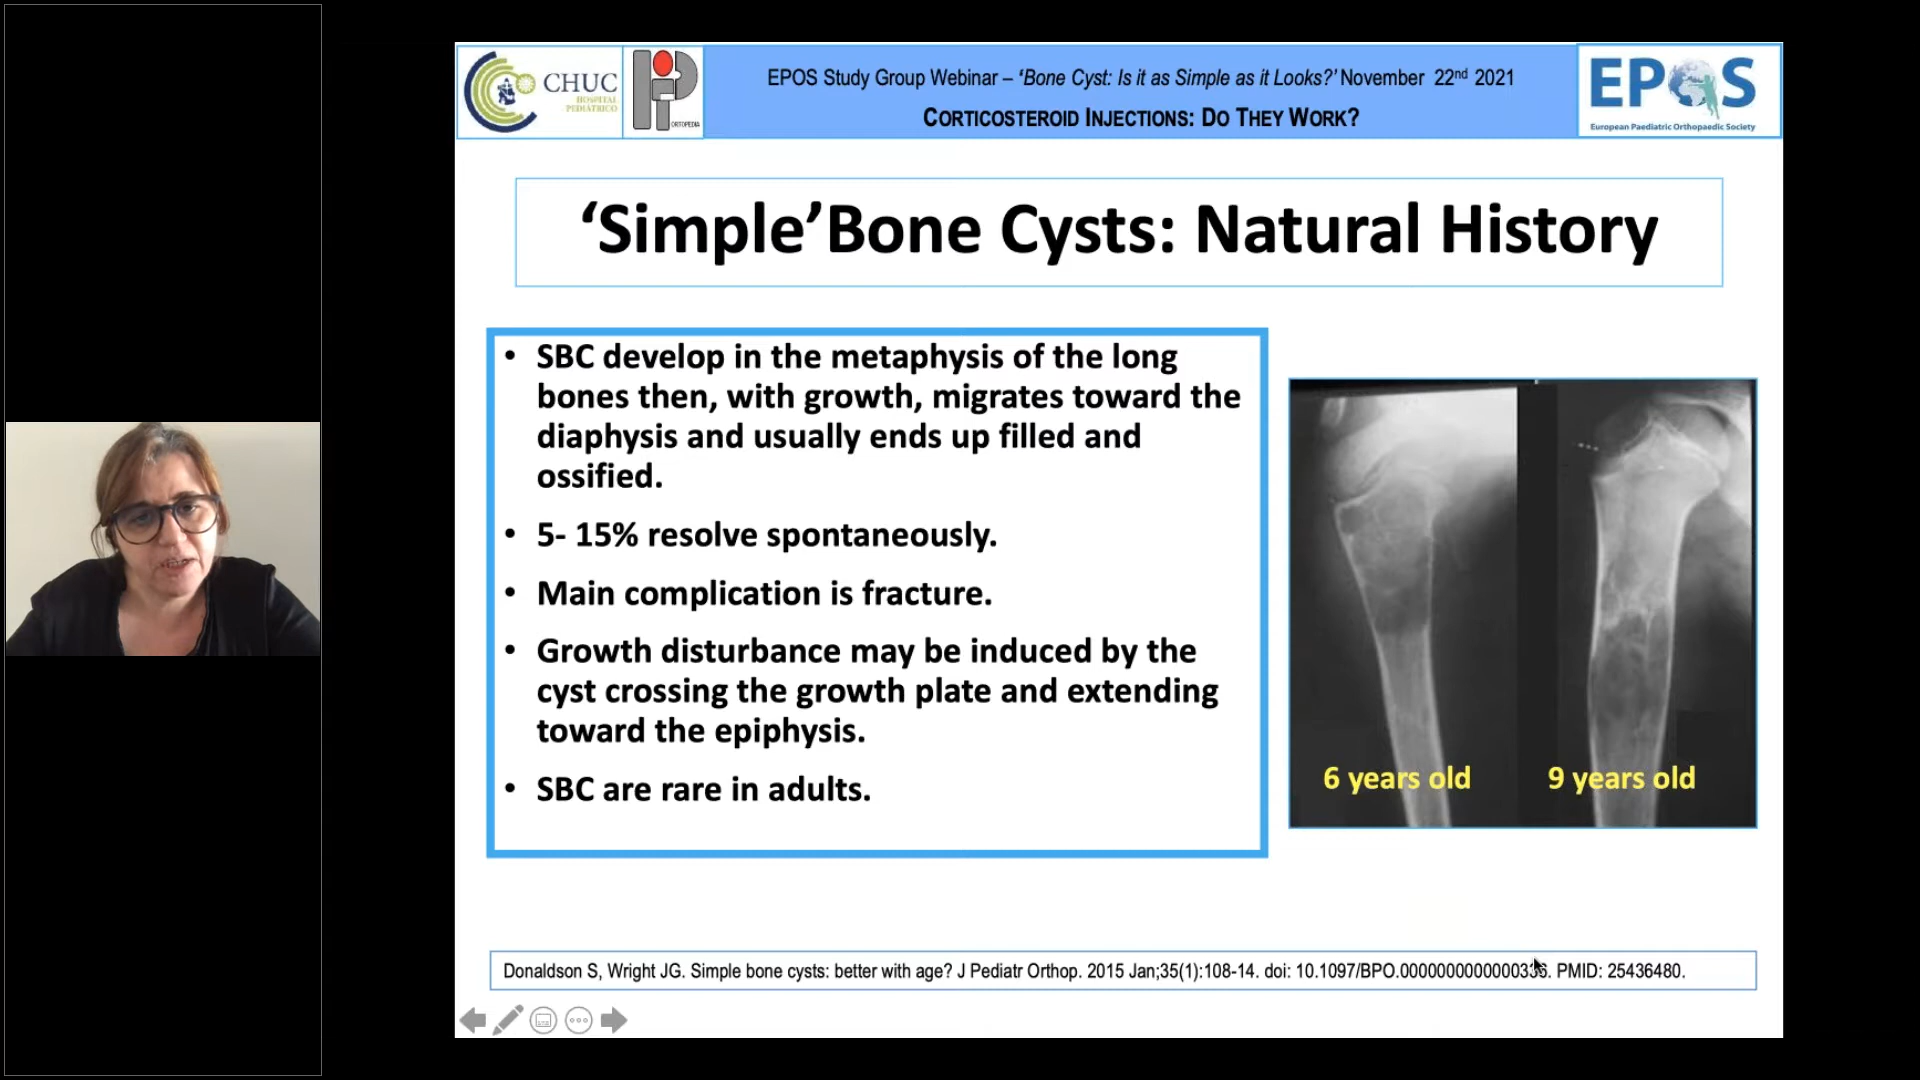 CHUC
HOSPITAL
PEDIÁTRICO
ORTOPEDIA
EPOS Study Group Webinar – ‘Bone Cyst: Is it as Simple as it Looks?’ November 22nd 2021
CORTICOSTEROID INJECTIONS: DO THEY WORK?
EPOS
European Paediatric Orthopaedic Society
‘Simple’Bone Cysts: Natural History
• SBC develop in the metaphysis of the long
bones then, with growth, migrates toward the
diaphysis and usually ends up filled and
ossified.
• 5- 15% resolve spontaneously.
• Main complication is fracture.
• Growth disturbance may be induced by the
cyst crossing the growth plate and extending
toward the epiphysis.
• SBC are rare in adults.
6 years old
9 years old
Donaldson S, Wright JG. Simple bone cysts: better with age? J Pediatr Orthop. 2015 Jan;35(1):108-14. doi: PMID: 25436480.